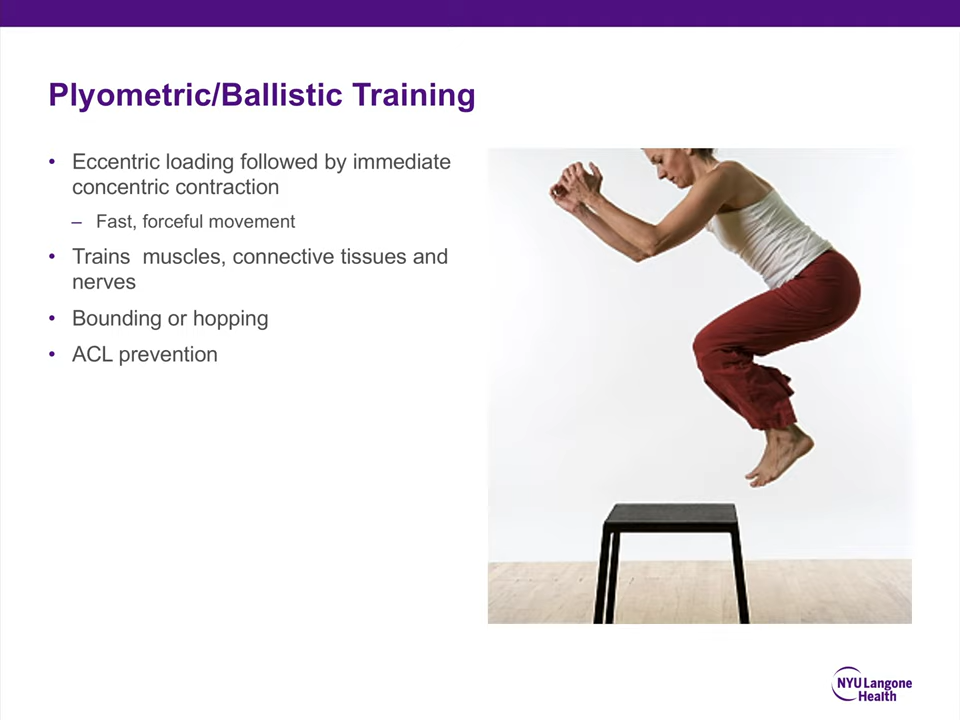 Plyometric/Ballistic Training
• Eccentric loading followed by immediate
concentric contraction
– Fast, forceful movement
• Trains  muscles, connective tissues and
nerves
• Bounding or hopping
• ACL prevention
NYU Langone
Health